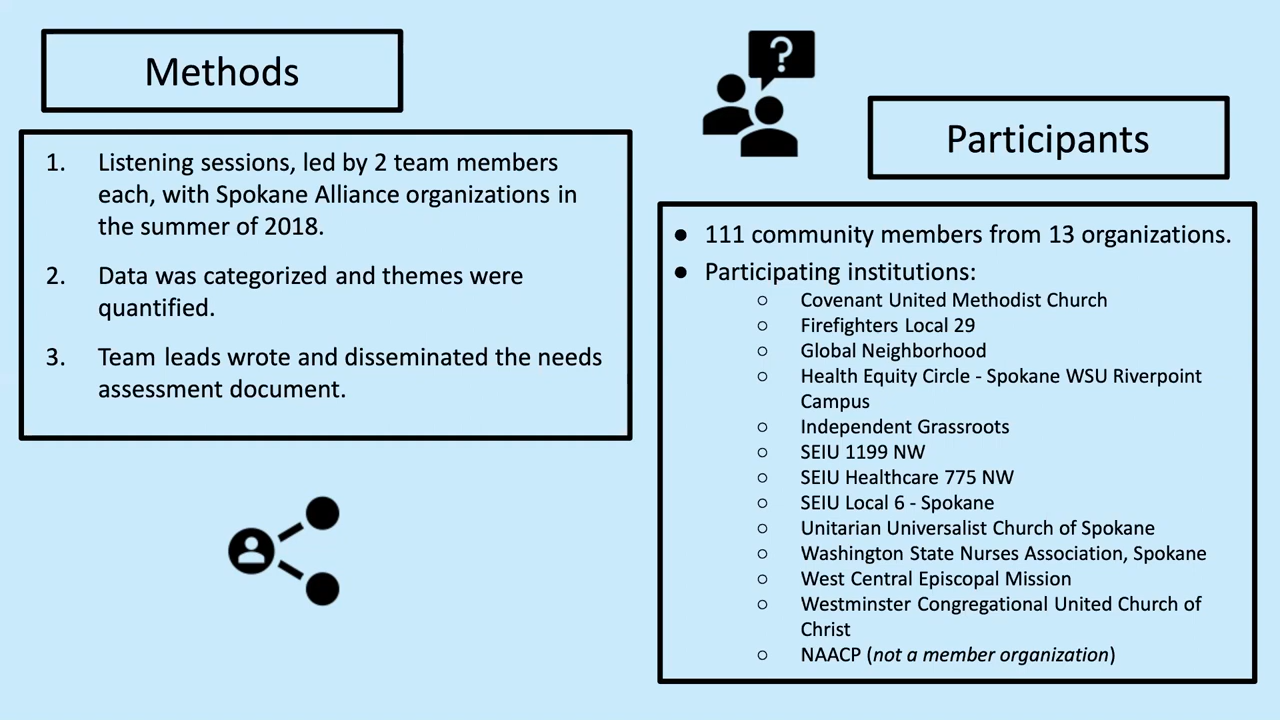 Methods
1. Listening sessions, led by 2 team members
each, with Spokane Alliance organizations in
the summer of 2018.
2. Data was categorized and themes were
quantified.
3. Team leads wrote and disseminated the needs
assessment document.
?
Participants
● 111 community members from 13 organizations.
● Participating institutions:
○ Covenant United Methodist Church
○ Firefighters Local 29
○ Global Neighborhood
○ Health Equity Circle - Spokane WSU Riverpoint
Campus
○ Independent Grassroots
○ SEIU 1199 NW
○ SEIU Healthcare 775 NW
○ SEIU Local 6 - Spokane
○ Unitarian Universalist Church of Spokane
○ Washington State Nurses Association, Spokane
○ West Central Episcopal Mission
○ Westminster Congregational United Church of
Christ
○ NAACP (not a member organization)